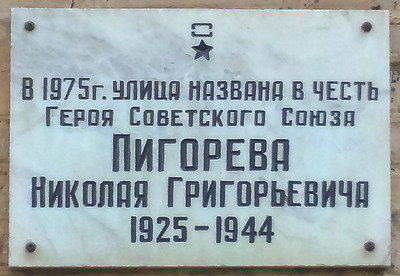 В 1975г. улица названа в честь
Героя Советского Союза
Пигорева
Николая Григорьевича
1925-1944